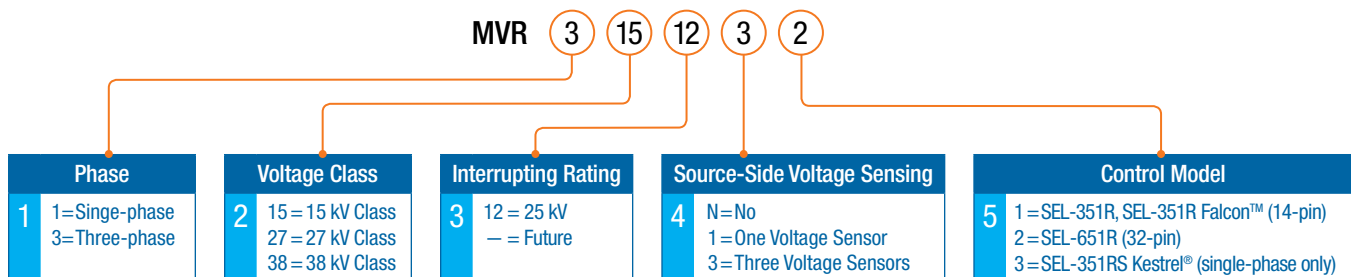 MVR 3 15 12 3 2
Phase
1
1=Singe-phase
3=Three-phase
Voltage Class
2
15=15 kV Class
27=27 kV Class
38=38 kV Class
Interrupting Rating
3
12 = 25 kV
— = Future
Source-Side Voltage Sensing
4
N=No
1=One Voltage Sensor
3=Three Voltage Sensors
Control Model
5
1=SEL-351R, SEL-351R Falcon™ (14-pin)
2=SEL-651R (32-pin)
3=SEL-351RS Kestrel® (single-phase only)